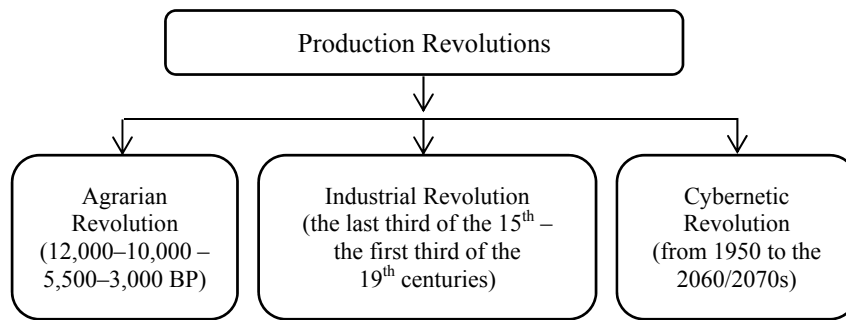 Production Revolutions
Agrarian
Revolution
(12,000–10,000 –
5,500–3,000 BP)
Industrial Revolution
(the last third of the 15th –
the first third of the
19th centuries)
Cybernetic
Revolution
(from 1950 to the
2060/2070s)